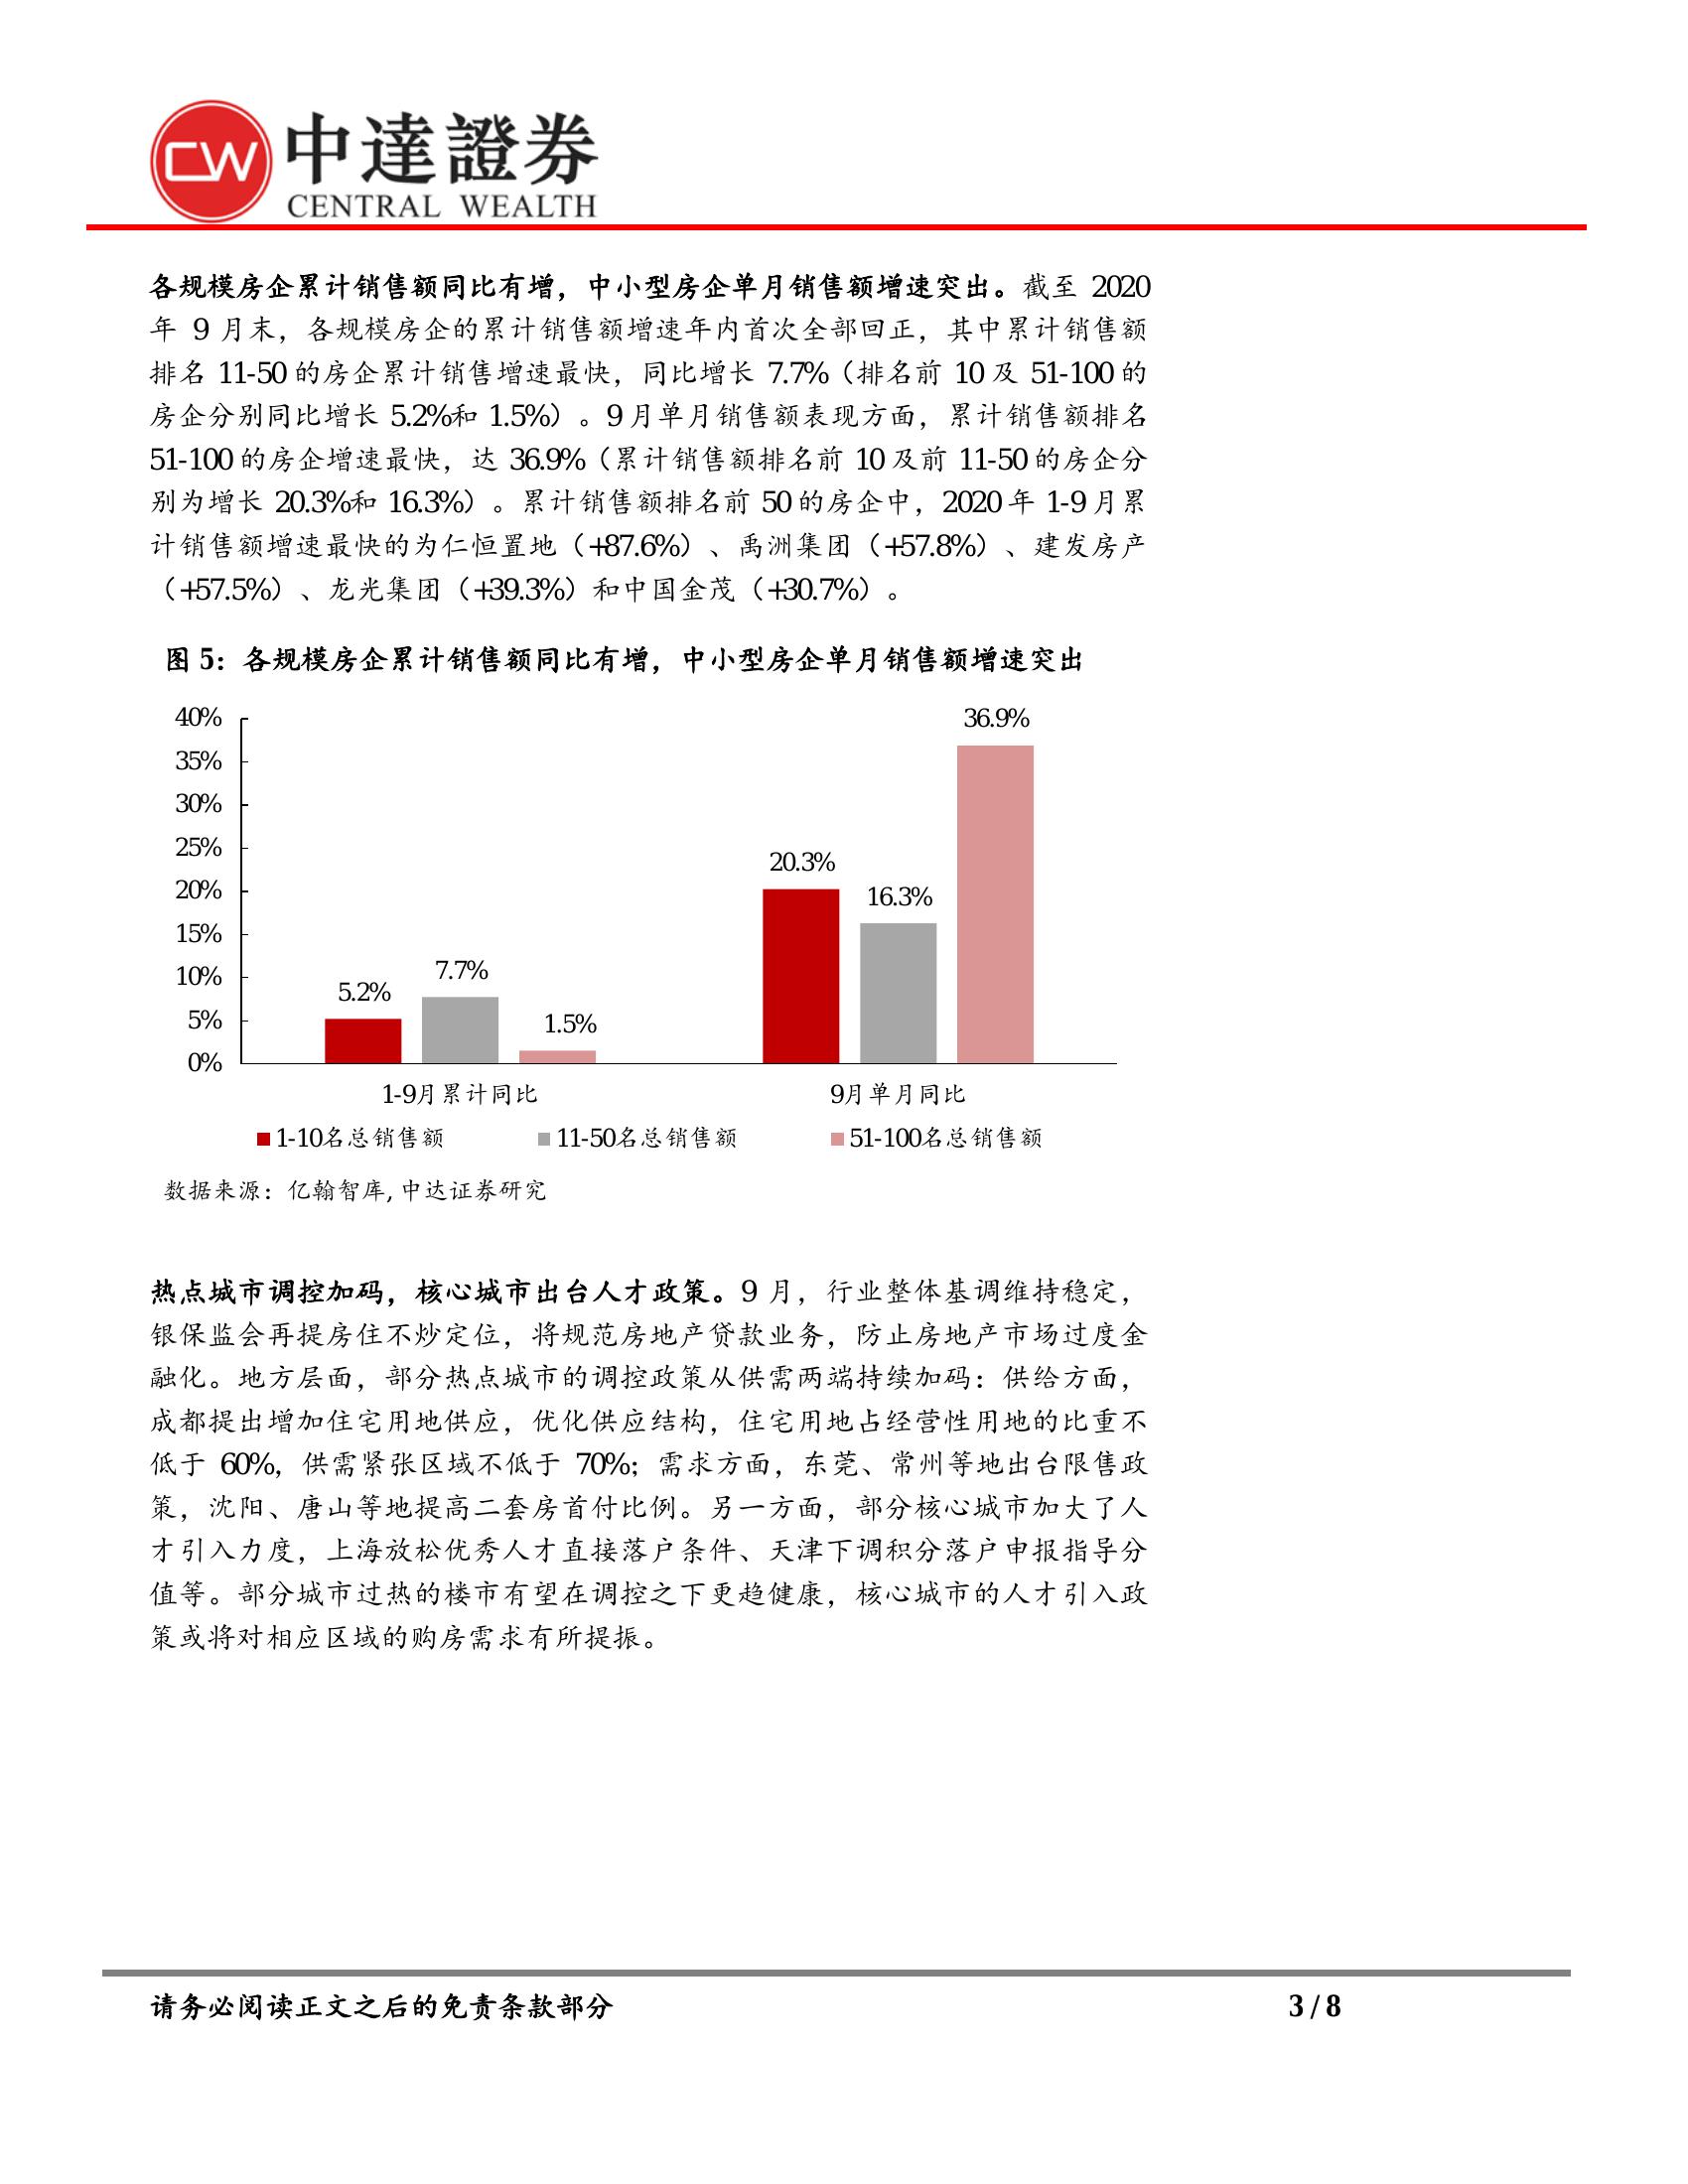 CW 中達證券
CENTRAL WEALTH
各规模房企累计销售额同比有增，中小型房企单月销售额增速突出。截至 2020
年 9 月末，各规模房企的累计销售额增速年内首次全部回正，其中累计销售额
排名 11-50 的房企累计销售增速最快，同比增长 7.7%（排名前 10 及 51-100 的
房企分别同比增长 5.2%和 1.5%）。9 月单月销售额表现方面，累计销售额排名
51-100 的房企增速最快，达 36.9%（累计销售额排名前 10 及前 11-50 的房企分
别为增长 20.3%和 16.3%）。累计销售额排名前 50 的房企中，2020 年 1-9 月累
计销售额增速最快的为仁恒置地（+87.6%）、禹洲集团（+57.8%）、建发房产
（+57.5%）、龙光集团（+39.3%）和中国金茂（+30.7%）。
图 5：各规模房企累计销售额同比有增，中小型房企单月销售额增速突出
40%
35%
30%
25%
20%
15%
10%
5%
0%
5.2%
7.7%
1.5%
20.3%
16.3%
36.9%
1-9月累计同比
9月单月同比
1-10名总销售额
11-50名总销售额
51-100名总销售额
数据来源：亿翰智库, 中达证券研究
热点城市调控加码，核心城市出台人才政策。9 月，行业整体基调维持稳定，
银保监会再提房住不炒定位，将规范房地产贷款业务，防止房地产市场过度金
融化。地方层面，部分热点城市的调控政策从供需两端持续加码：供给方面，
成都提出增加住宅用地供应，优化供应结构，住宅用地占经营性用地的比重不
低于 60%，供需紧张区域不低于 70%；需求方面，东莞、常州等地出台限售政
策，沈阳、唐山等地提高二套房首付比例。另一方面，部分核心城市加大了人
才引入力度，上海放松优秀人才直接落户条件、天津下调积分落户申报指导分
值等。部分城市过热的楼市有望在调控之下更趋健康，核心城市的人才引入政
策或将对相应区域的购房需求有所提振。
请务必阅读正文之后的免责条款部分
3 / 8